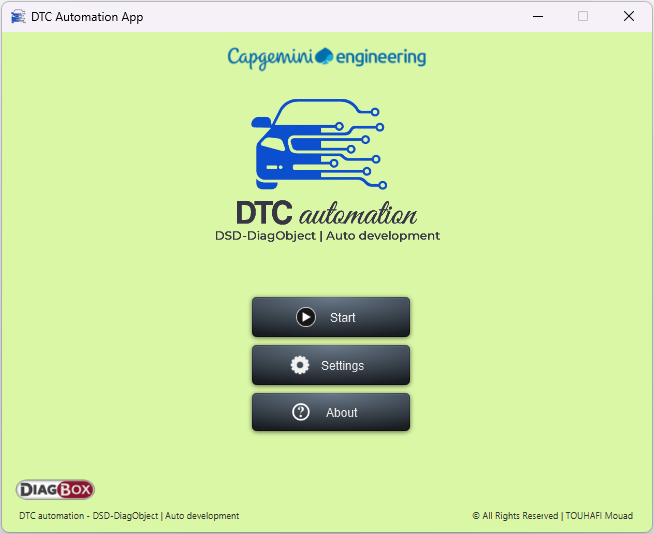 DTC Automation App
Capgemini engineering
DTC automation
DSD-DiagObject | Auto development
Start
Settings
About
DIAGBOX
DTC automation - DSD-DiagObject | Auto development
© All Rights Reserved | TOUHAFI Mouad